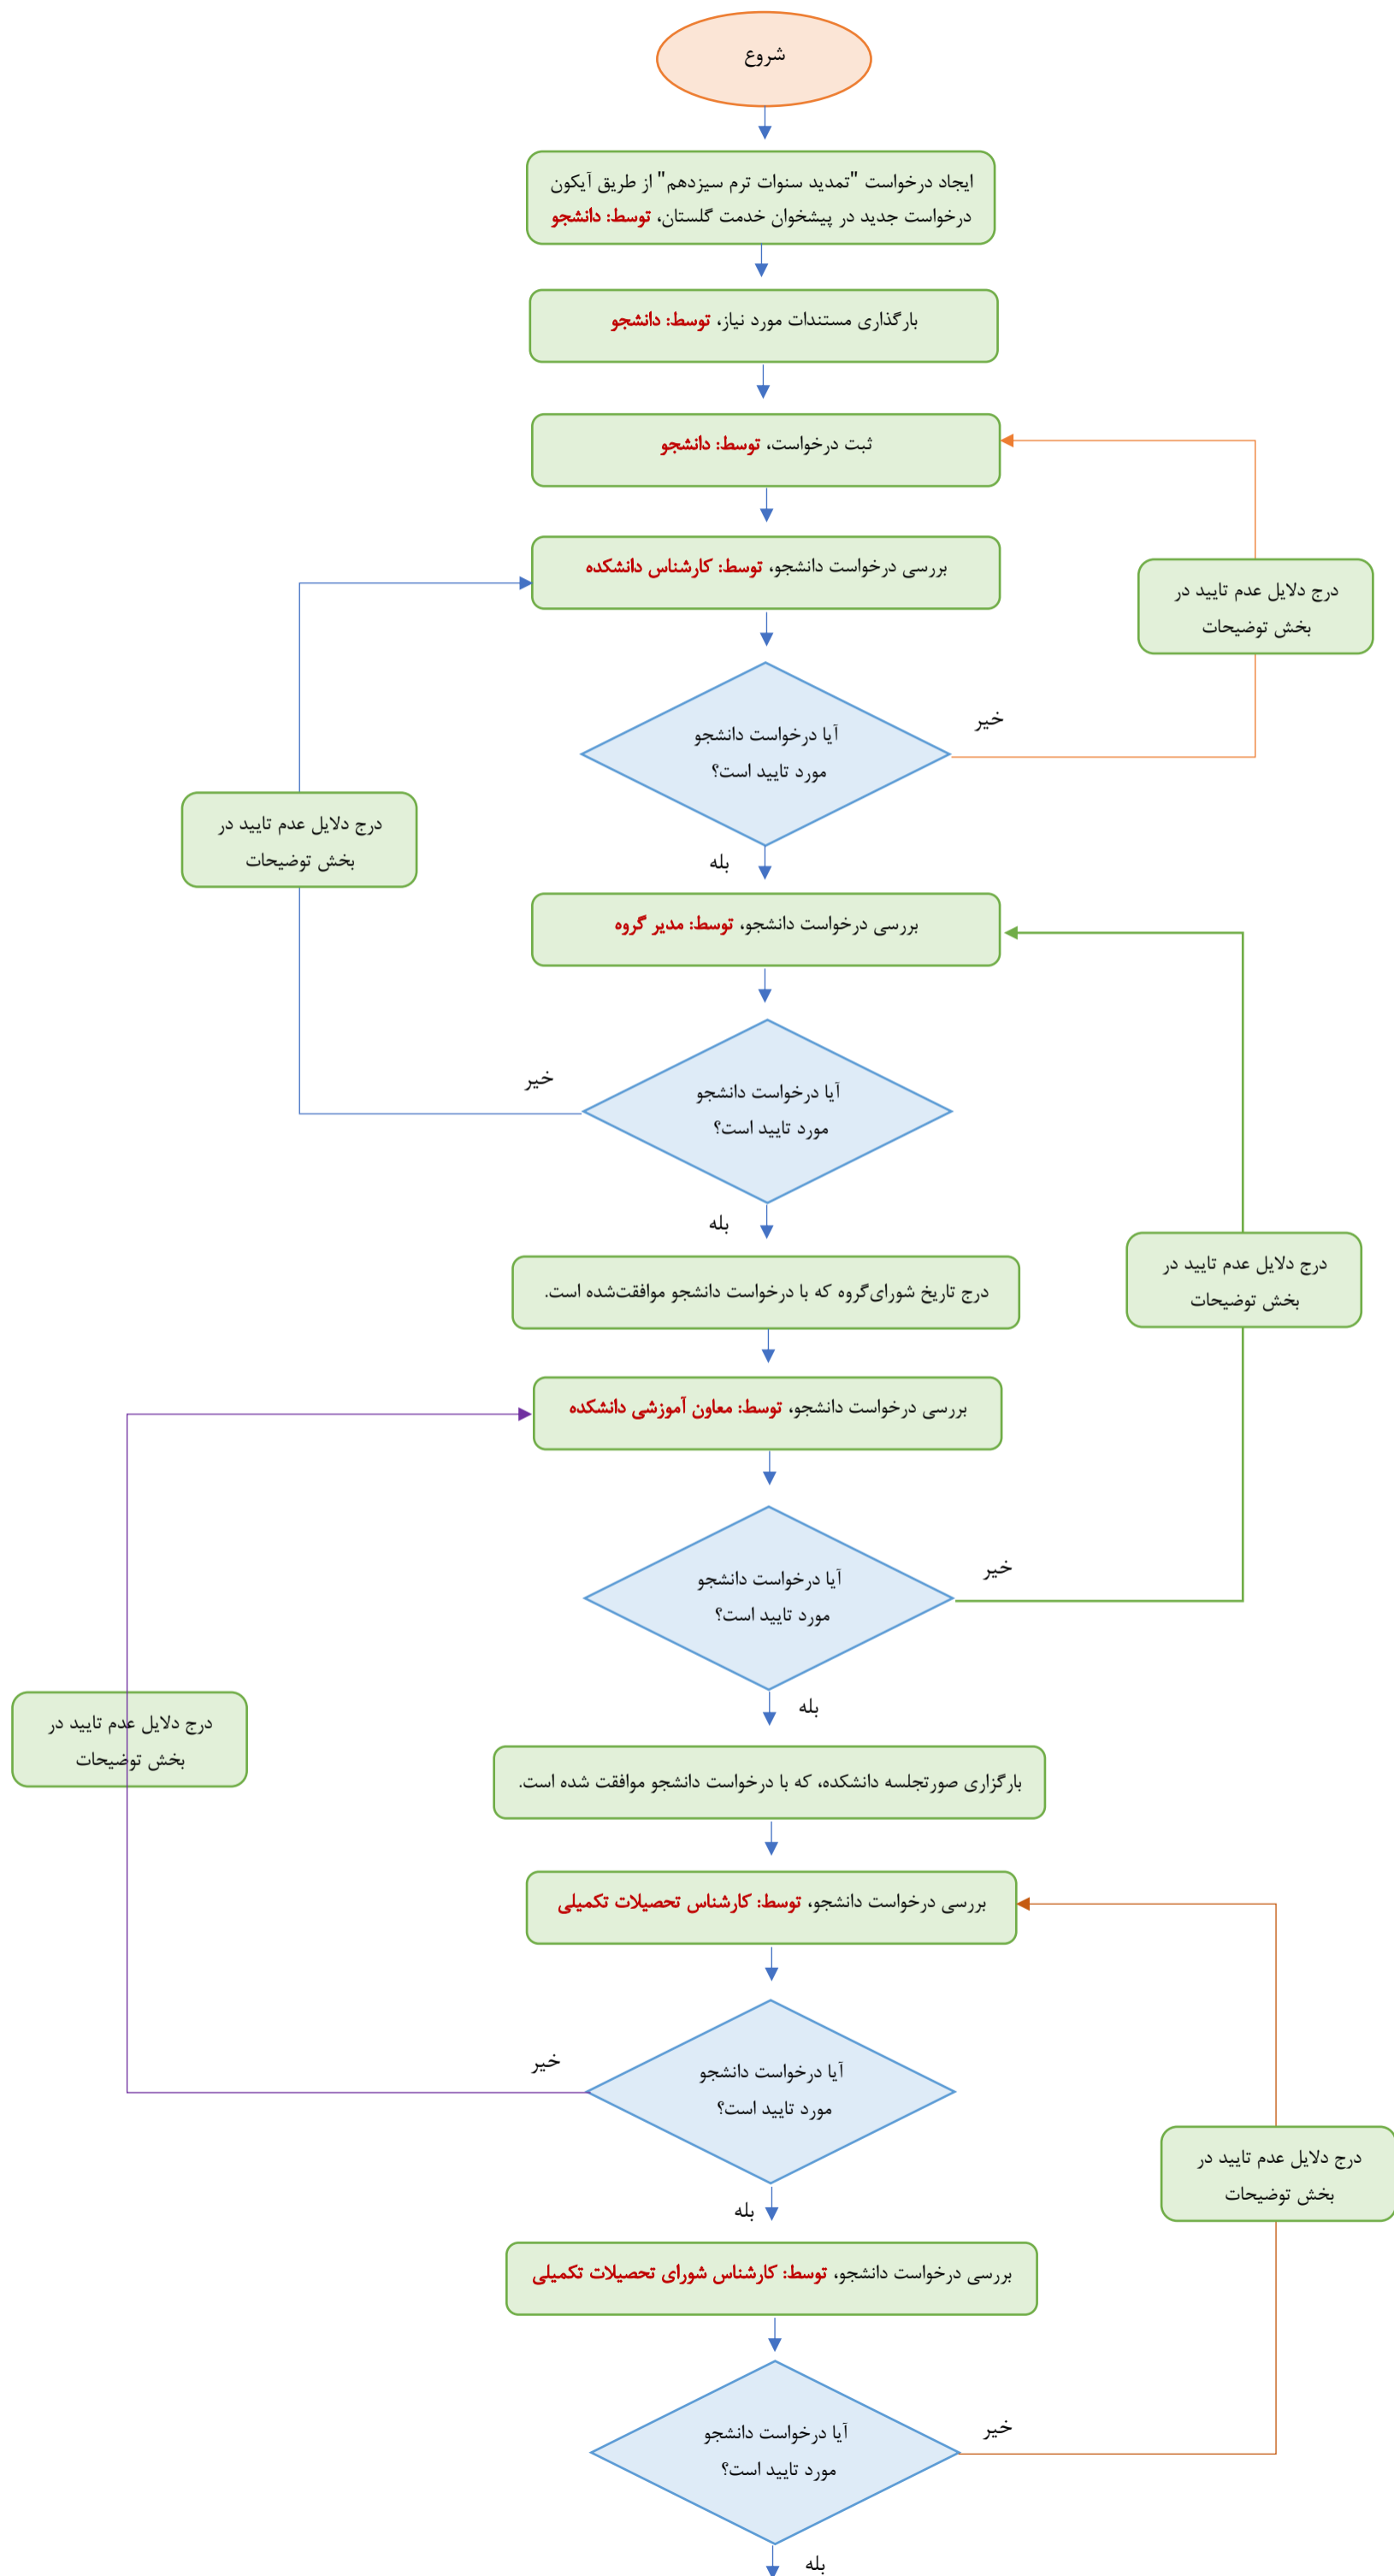 شروع
ایجاد درخواست "تمدید سنوات ترم سیزدهم" از طریق آیکون
درخواست جدید در پیشخوان خدمت گلستان، توسط: دانشجو
بارگذاری مستندات مورد نیاز، توسط: دانشجو
ثبت درخواست، توسط: دانشجو
بررسی درخواست دانشجو، توسط: کارشناس دانشکده
درج دلایل عدم تایید در
بخش توضیحات
خیر
آیا درخواست دانشجو
مورد تایید است؟
درج دلایل عدم تایید در
بخش توضیحات
بله
بررسی درخواست دانشجو، توسط: مدیر گروه
خیر
آیا درخواست دانشجو
مورد تایید است؟
بله
درج دلایل عدم تایید در
بخش توضیحات
درج تاریخ شورای‌گروه که با درخواست دانشجو موافقت‌شده است.
بررسی درخواست دانشجو، توسط: معاون آموزشی دانشکده
خیر
آیا درخواست دانشجو
مورد تایید است؟
بله
درج دلایل عدم تایید در
بخش توضیحات
بارگزاری صورتجلسه دانشکده، که با درخواست دانشجو موافقت شده است.
بررسی درخواست دانشجو، توسط: کارشناس تحصیلات تکمیلی
خیر
آیا درخواست دانشجو
مورد تایید است؟
درج دلایل عدم تایید در
بخش توضیحات
بله
بررسی درخواست دانشجو، توسط: کارشناس شورای تحصیلات تکمیلی
خیر
آیا درخواست دانشجو
مورد تایید است؟
بله